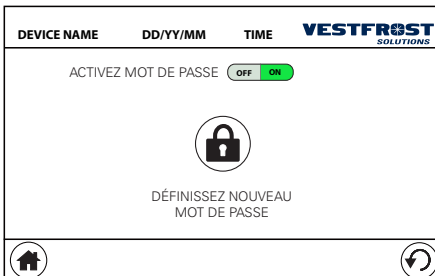 DEVICE NAME DD/YY/MM TIME VESTFROST
SOLUTIONS
ACTIVEZ MOT DE PASSE OFF ON
DÉFINISSEZ NOUVEAU
MOT DE PASSE